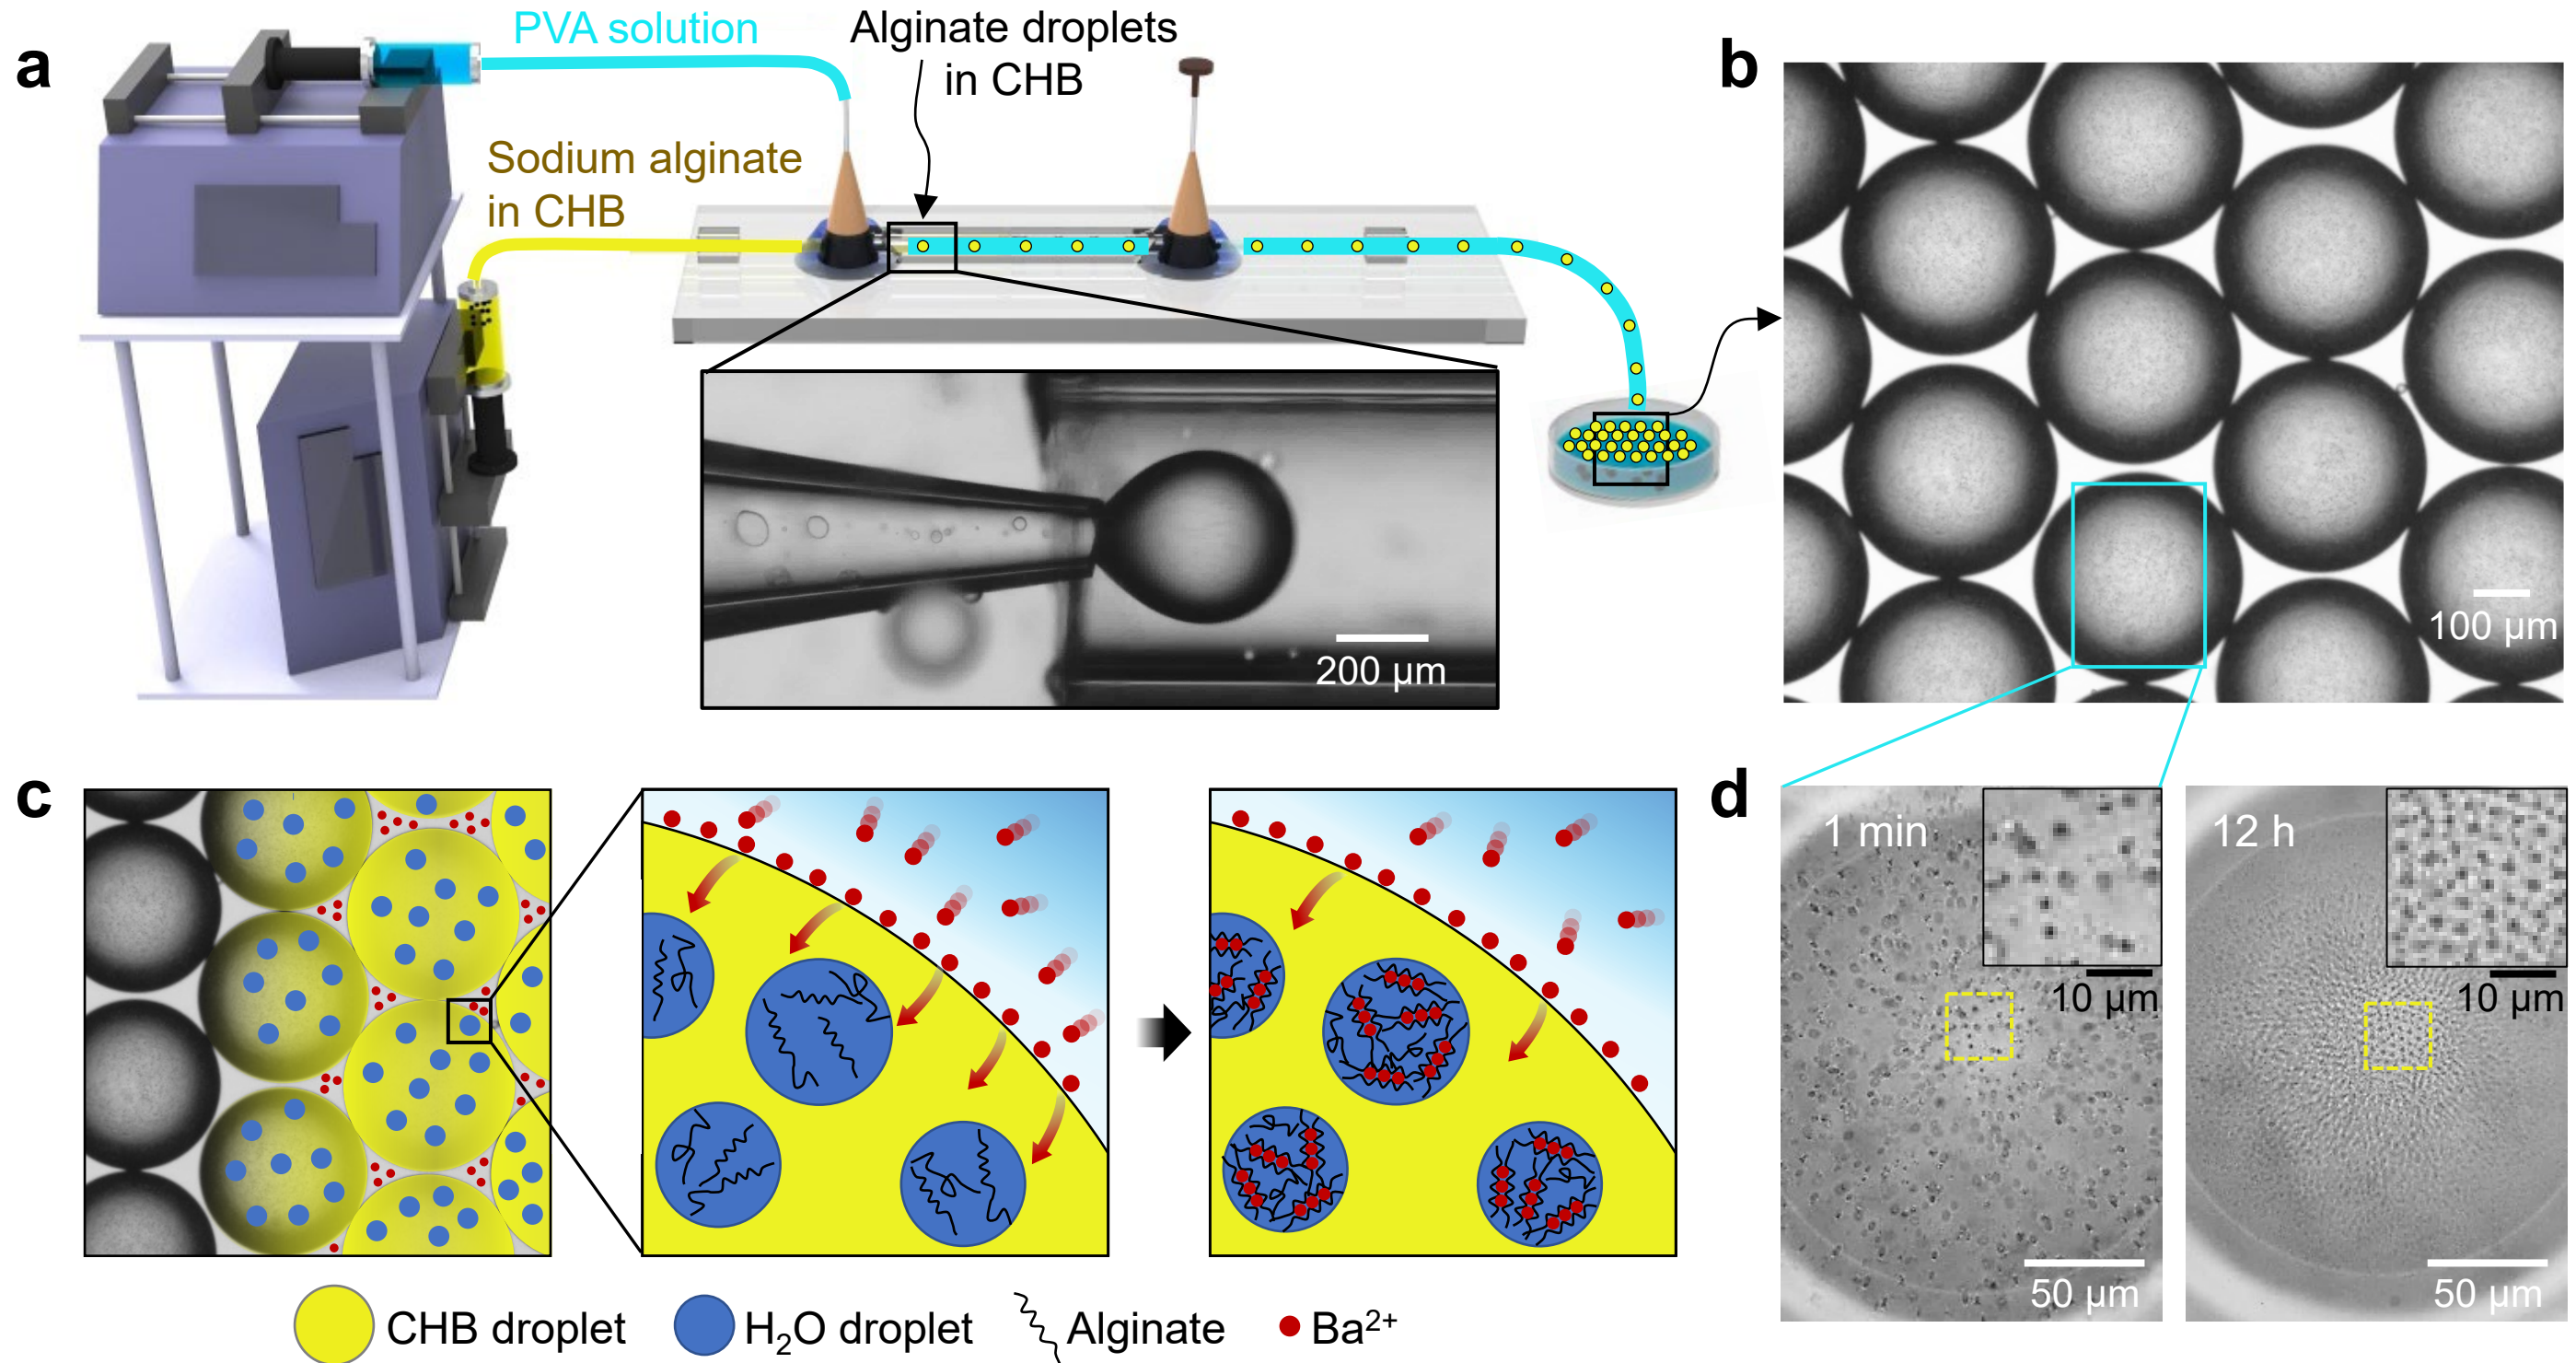 a
PVA solution
Alginate droplets
in CHB
Sodium alginate
in CHB
200 µm
b
100 µm
c
CHB droplet
H₂O droplet
Alginate
Ba²⁺
d
1 min
10 µm
50 µm
12 h
10 µm
50 µm